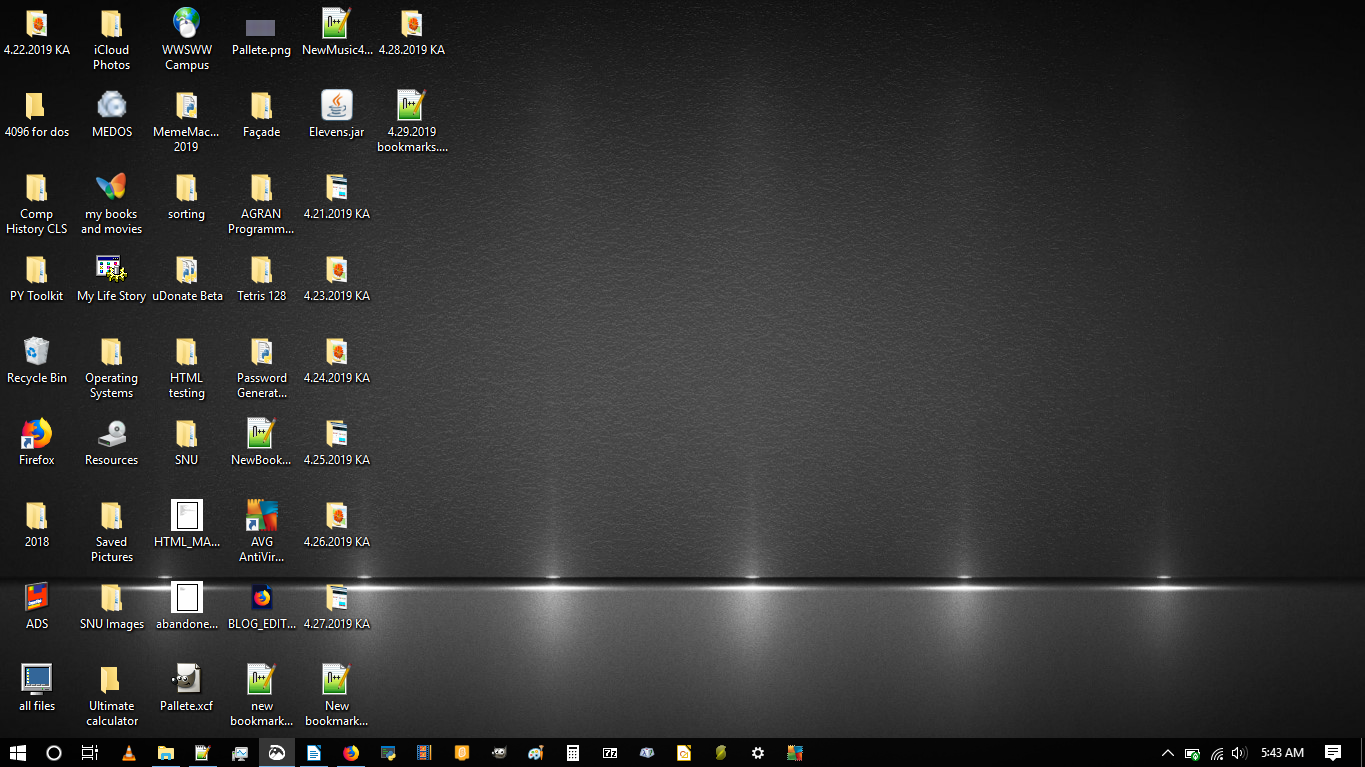 4.22.2019 KA
iCloud
Photos
WWSWW
Campus
Pallete.png
NewMusic4...
4.28.2019 KA
4096 for dos
MEDOS
MemeMac...
2019
Façade
Elevens.jar
4.29.2019
bookmarks....
Comp
History CLS
my books
and movies
sorting
AGRAN
Programm...
4.21.2019 KA
PY Toolkit
My Life Story
uDonate Beta
Tetris 128
4.23.2019 KA
Recycle Bin
Operating
Systems
HTML
testing
Password
Generat...
4.24.2019 KA
Firefox
Resources
SNU
NewBook...
4.25.2019 KA
2018
Saved
Pictures
HTML_MA...
AVG
AntiVir...
4.26.2019 KA
ADS
SNU Images
abandone...
BLOG_EDIT...
4.27.2019 KA
all files
Ultimate
calculator
Pallete.xcf
new
bookmark...
New
bookmark...
5:43 AM